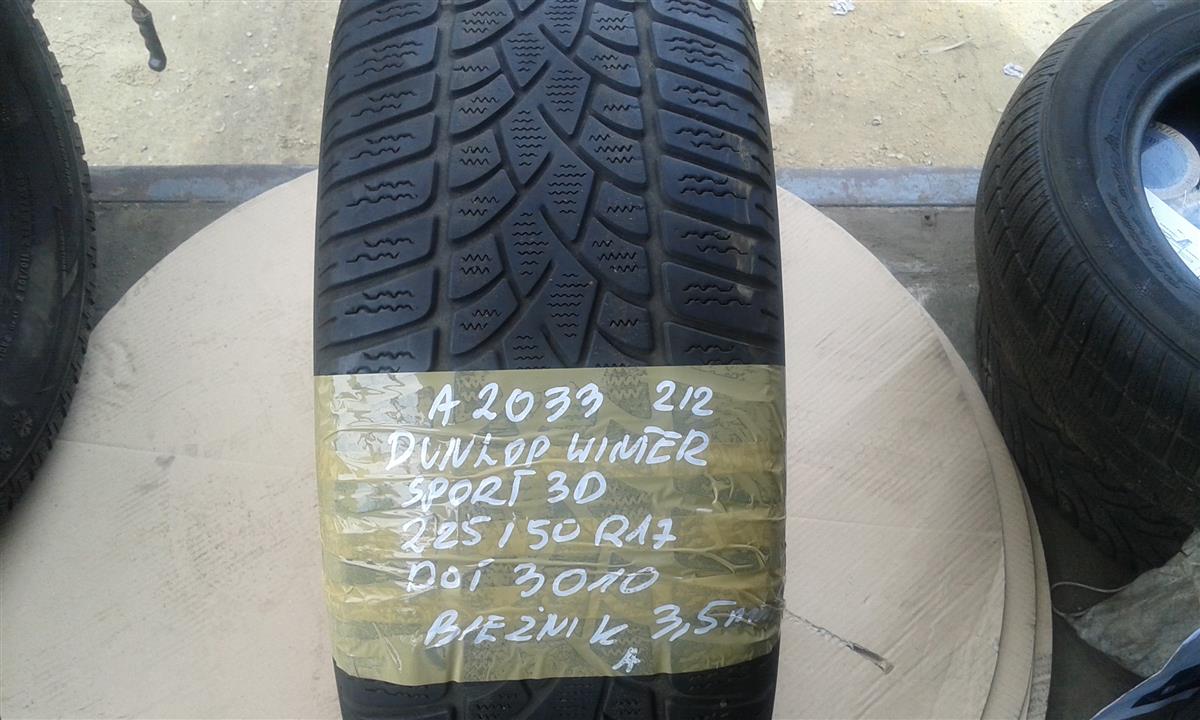 A 2033 212
DUNLOP WINTER
SPORT 3D
225/50 R17
DOT 3010
BIEŻNIK 3,5mm
A